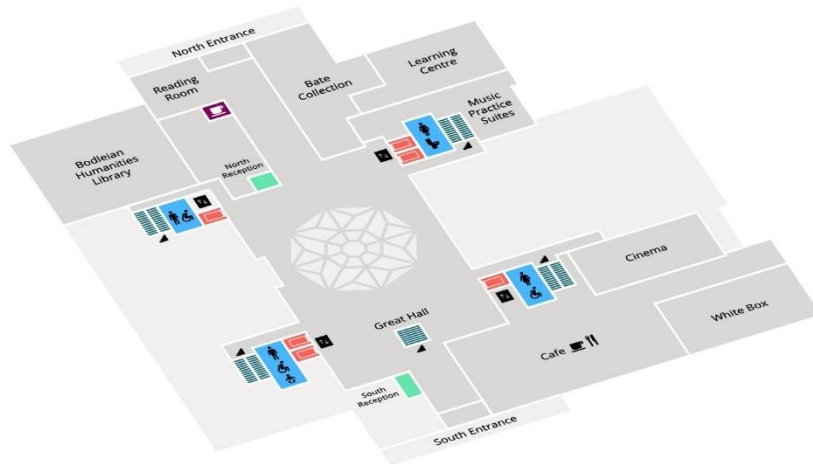 North Entrance
Reading
Room
Bate
Collection
Learning
Centre
Music
Practice
Suites
Bodleian
Humanities
Library
North
Reception
Cinema
White Box
Great Hall
Cafe
South
Reception
South Entrance